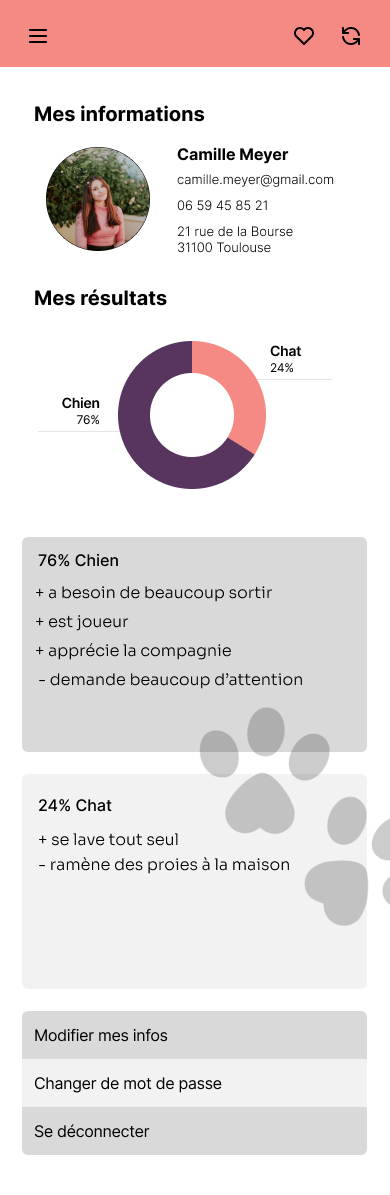 Mes informations
Camille Meyer
camille.meyer@gmail.com
06 59 45 85 21
21 rue de la Bourse
31100 Toulouse
Mes résultats
Chat
24%
Chien
76%
76% Chien
+ a besoin de beaucoup sortir
+ est joueur
+ apprécie la compagnie
- demande beaucoup d’attention
24% Chat
+ se lave tout seul
- ramène des proies à la maison
Modifier mes infos
Changer de mot de passe
Se déconnecter